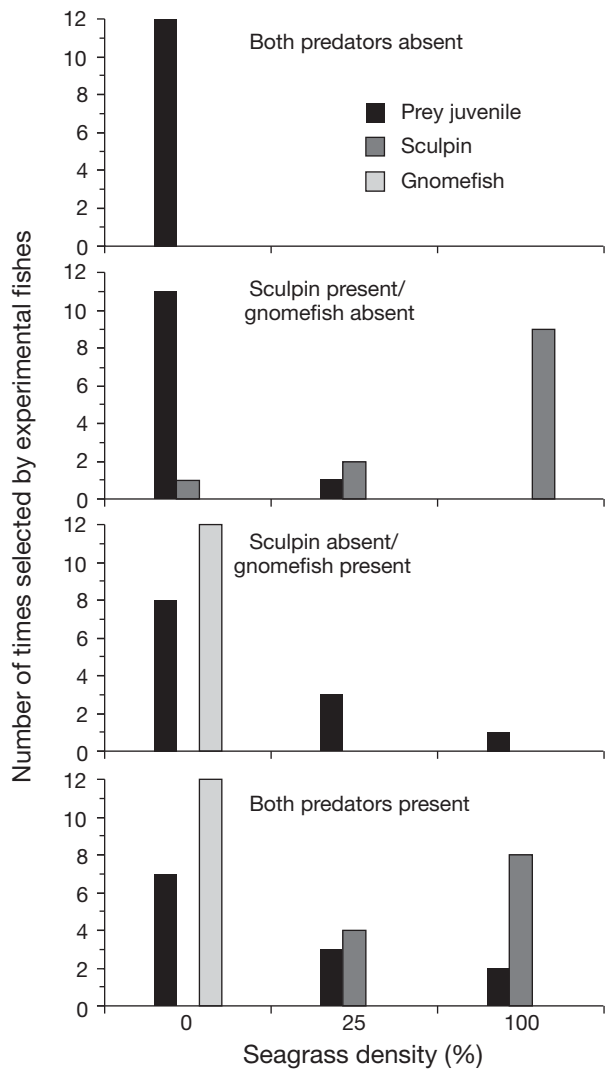 Number of times selected by experimental fishes
12
10
8
6
4
2
0
Both predators absent
Prey juvenile
Sculpin
Gnomefish
12
10
8
6
4
2
0
Sculpin present/
gnomefish absent
12
10
8
6
4
2
0
Sculpin absent/
gnomefish present
12
10
8
6
4
2
0
Both predators present
0 25 100
Seagrass density (%)